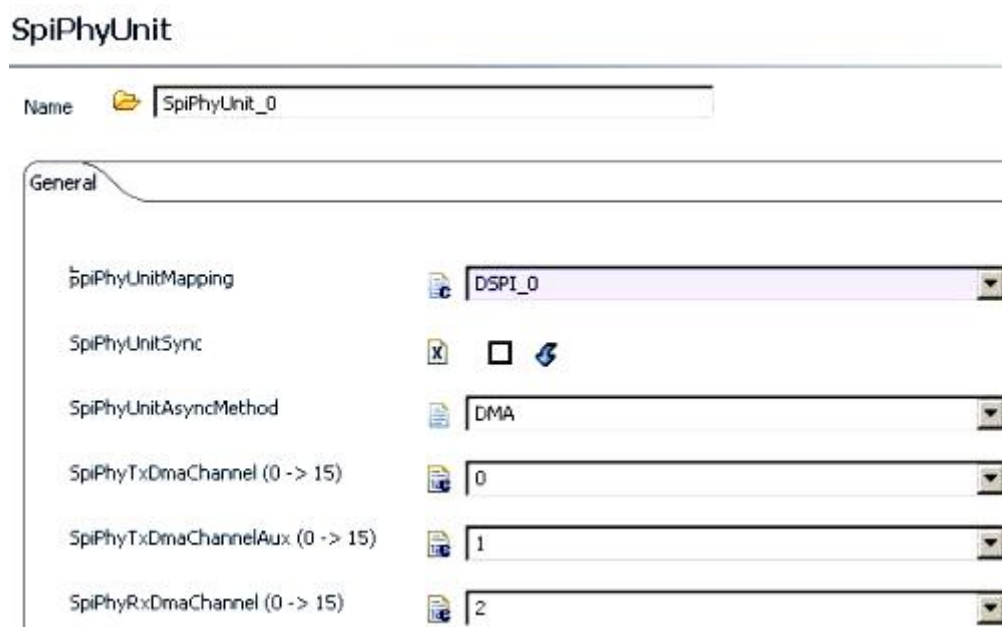 SpiPhyUnit
Name SpiPhyUnit_0
General
SpiPhyUnitMapping DSPI_0
SpiPhyUnitSync
SpiPhyUnitAsyncMethod DMA
SpiPhyTxDmaChannel (0 -> 15) 0
SpiPhyTxDmaChannelAux (0 -> 15) 1
SpiPhyRxDmaChannel (0 -> 15) 2